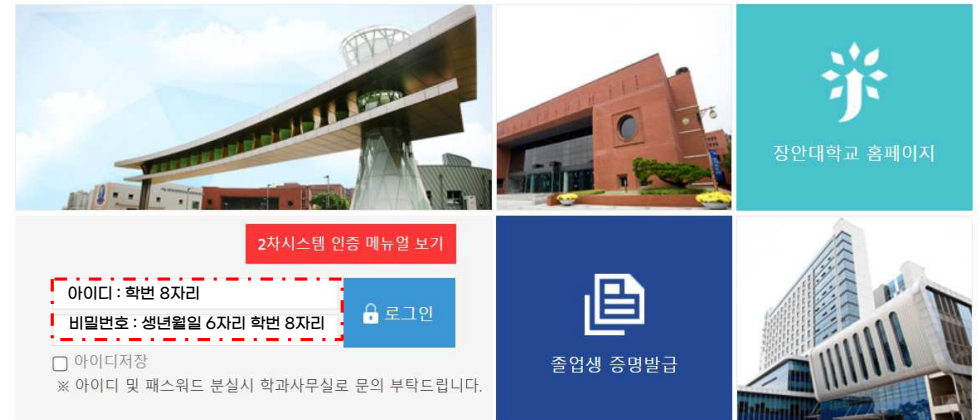 장안대학교 홈페이지
2차시스템 인증 메뉴얼 보기
아이디 : 학번 8자리
비밀번호 : 생년월일 6자리 학번 8자리
로그인
아이디저장
※ 아이디 및 패스워드 분실시 학과사무실로 문의 부탁드립니다.
졸업생 증명발급